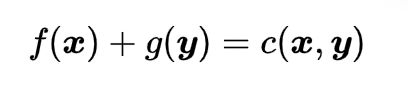 f(x) + g(y) = c(x, y)